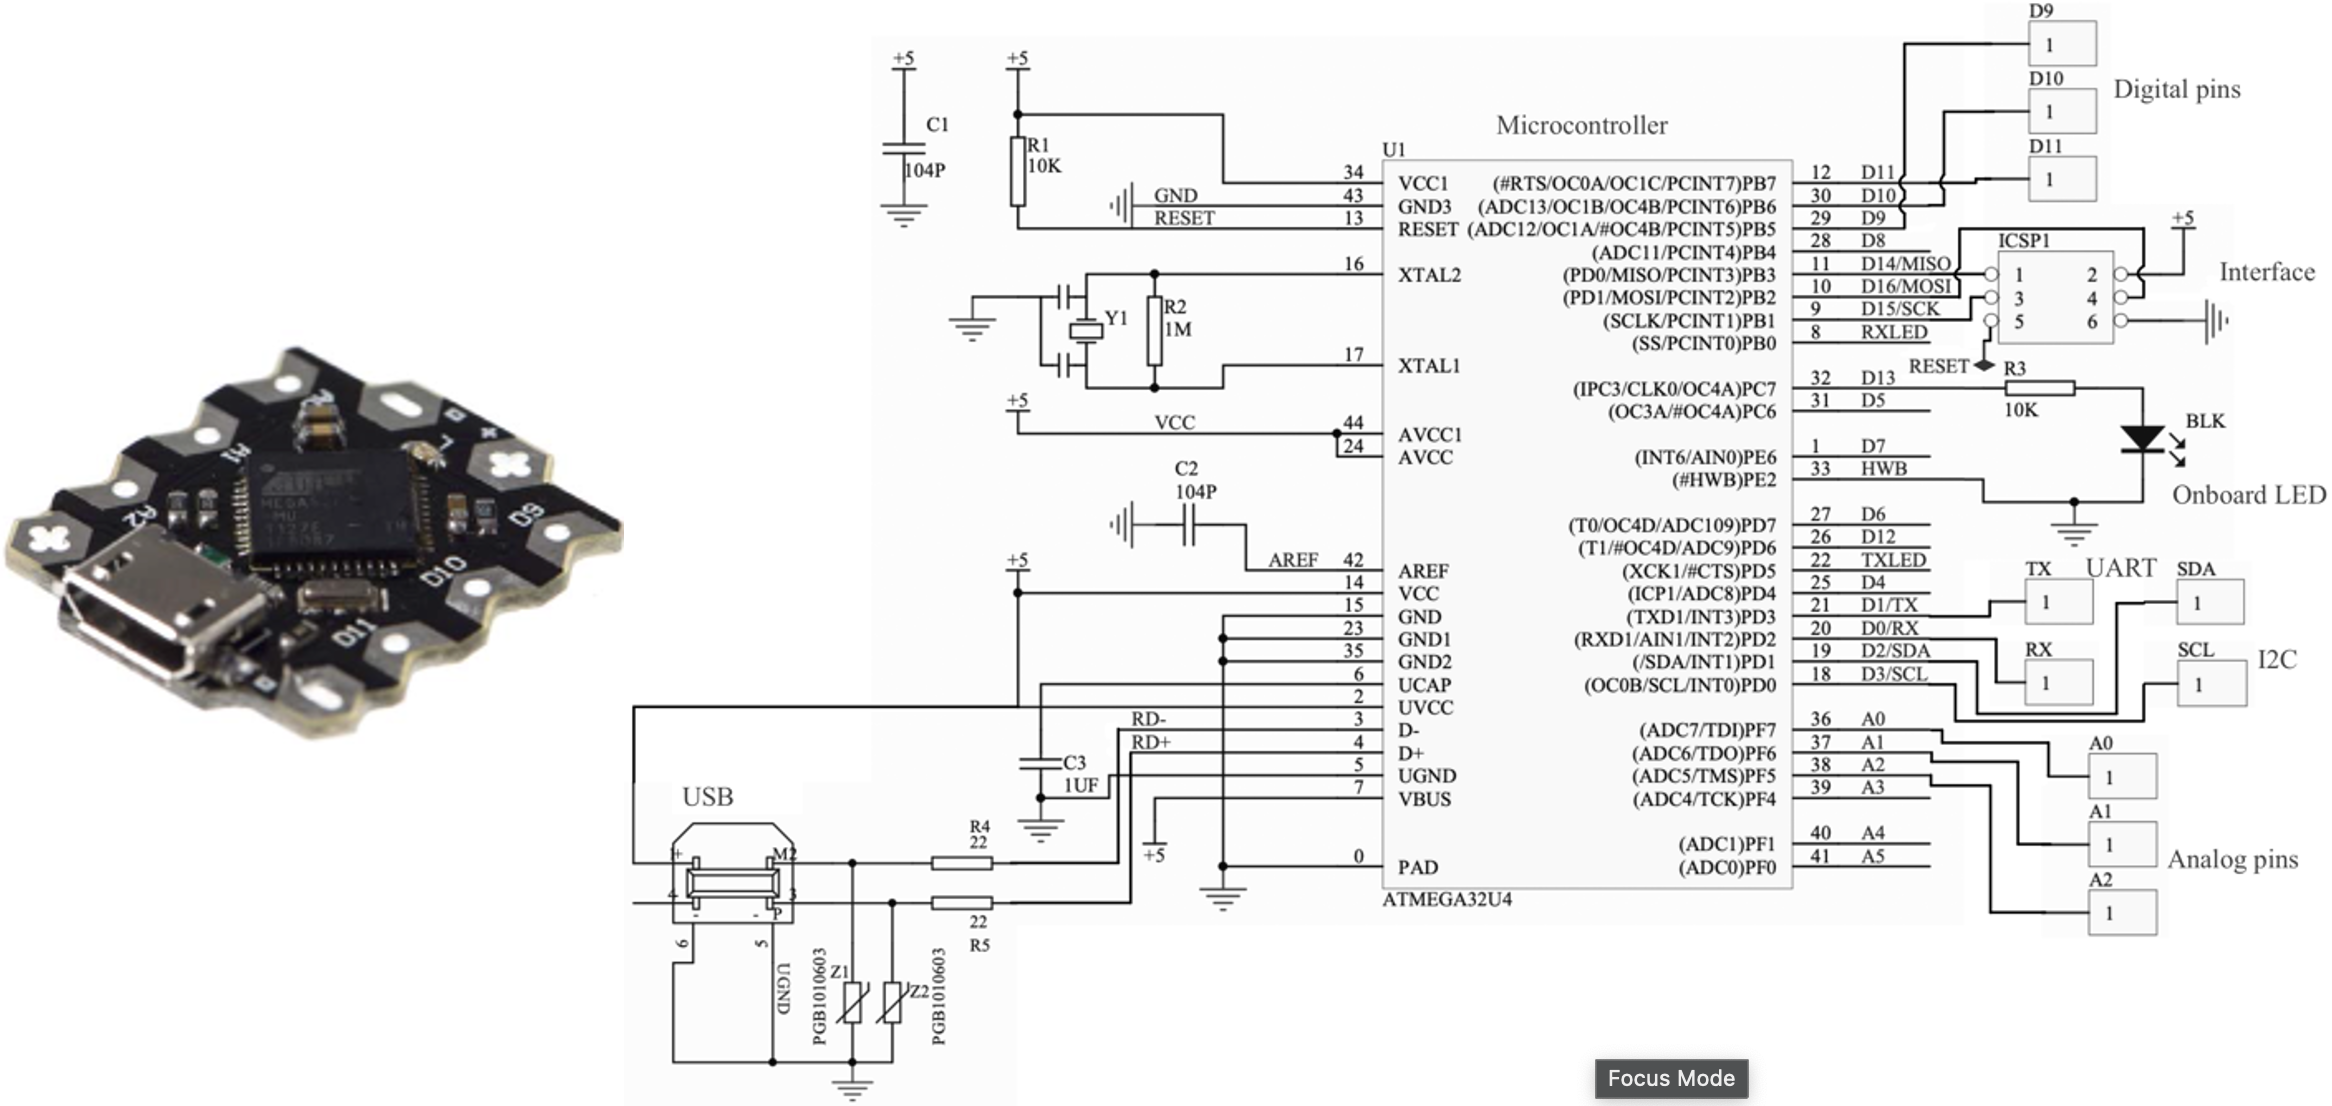 A1
A2
L
+
D9
D10
D11
+5
C1
104P
+5
R1
10K
GND
RESET
Y1
R2
1M
+5
VCC
C2
104P
AREF
+5
RD-
RD+
C3
1UF
+5
USB
1+
M2
4
3
-
-
P
6
5
UGND
R4
22
22
R5
Z1
PGB1010603
Z2
PGB1010603
Microcontroller
U1
34 VCC1
43 GND3
13 RESET
16 XTAL2
17 XTAL1
44 AVCC1
24 AVCC
42 AREF
14 VCC
15 GND
23 GND1
35 GND2
6 UCAP
2 UVCC
3 D-
4 D+
5 UGND
7 VBUS
0 PAD
ATMEGA32U4
(#RTS/OC0A/OC1C/PCINT7)PB7 12 D11
(ADC13/OC1B/OC4B/PCINT6)PB6 30 D10
(ADC12/OC1A/#OC4B/PCINT5)PB5 29 D9
(ADC11/PCINT4)PB4 28 D8
(PD0/MISO/PCINT3)PB3 11 D14/MISO
(PD1/MOSI/PCINT2)PB2 10 D16/MOSI
(SCLK/PCINT1)PB1 9 D15/SCK
(SS/PCINT0)PB0 8 RXLED
(IPC3/CLK0/OC4A)PC7 32 D13
(OC3A/#OC4A)PC6 31 D5
(INT6/AIN0)PE6 1 D7
(#HWB)PE2 33 HWB
(T0/OC4D/ADC109)PD7 27 D6
(T1/#OC4D/ADC9)PD6 26 D12
(XCK1/#CTS)PD5 22 TXLED
(ICP1/ADC8)PD4 25 D4
(TXD1/INT3)PD3 21 D1/TX
(RXD1/AIN1/INT2)PD2 20 D0/RX
(/SDA/INT1)PD1 19 D2/SDA
(OC0B/SCL/INT0)PD0 18 D3/SCL
(ADC7/TDI)PF7 36 A0
(ADC6/TDO)PF6 37 A1
(ADC5/TMS)PF5 38 A2
(ADC4/TCK)PF4 39 A3
(ADC1)PF1 40 A4
(ADC0)PF0 41 A5
D9
1
D10
1
Digital pins
D11
1
+5
ICSP1
1 2
3 4
5 6
Interface
RESET
R3
10K
BLK
Onboard LED
TX
1
UART
SDA
1
RX
1
SCL
1
I2C
A0
1
A1
1
Analog pins
A2
1
Focus Mode